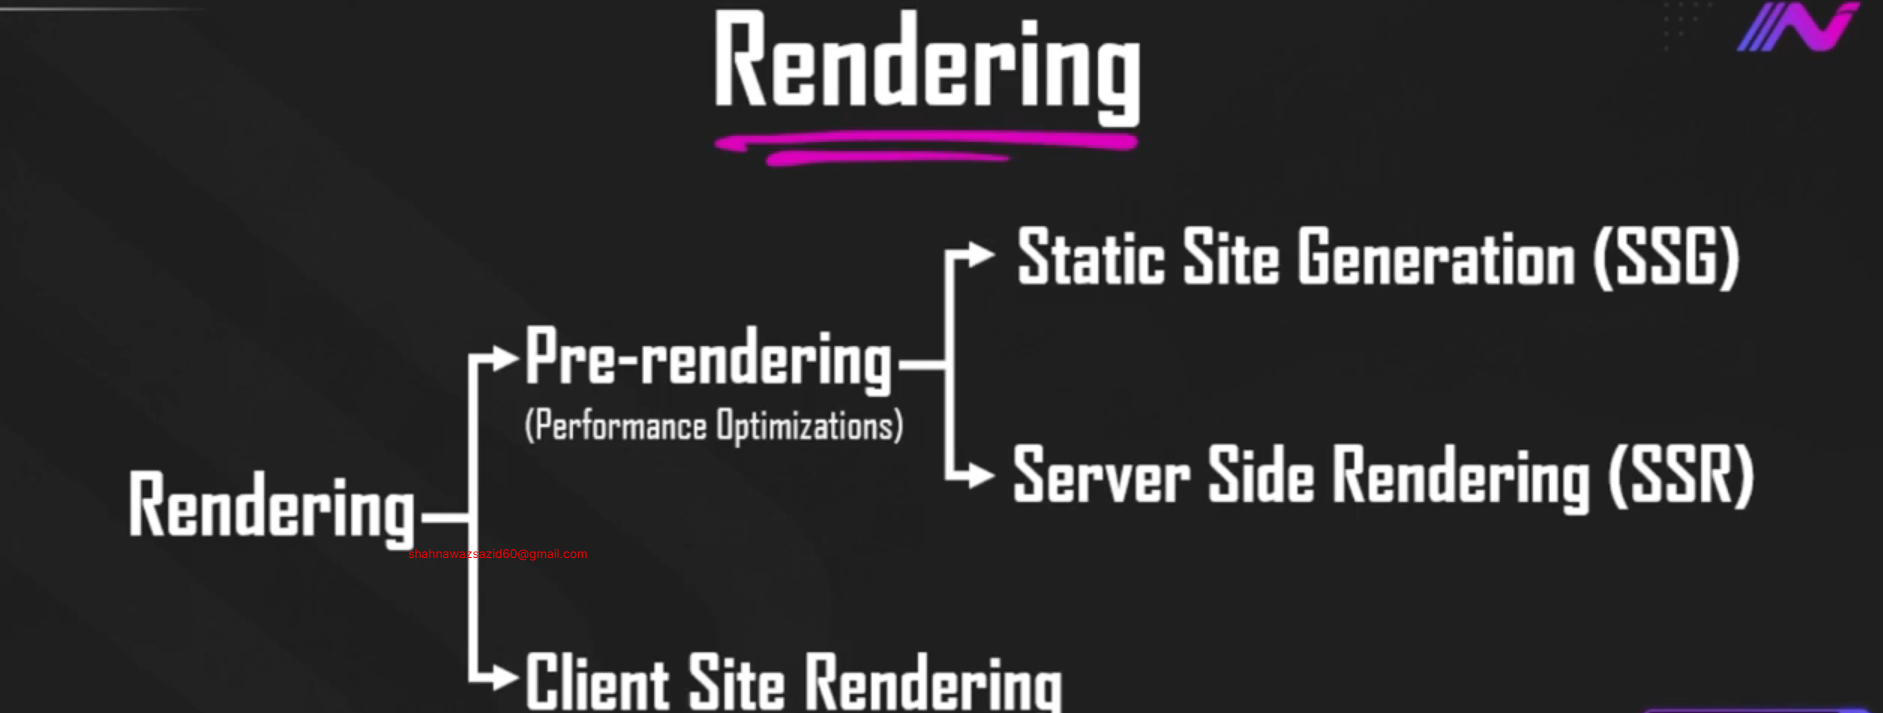 Rendering
Static Site Generation (SSG)
Pre-rendering
(Performance Optimizations)
Server Side Rendering (SSR)
Rendering
shahnawazsazid60@gmail.com
Client Site Rendering